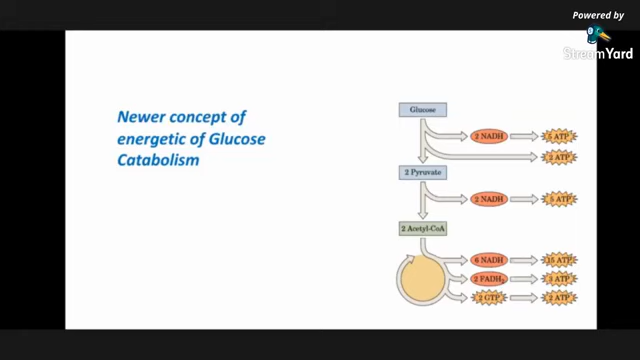 Powered by
StreamYard
Newer concept of
energetic of Glucose
Catabolism
Glucose
2 NADH
5 ATP
2 ATP
2 Pyruvate
2 NADH
5 ATP
2 Acetyl-CoA
6 NADH
15 ATP
2 FADH₂
3 ATP
2 GTP
2 ATP